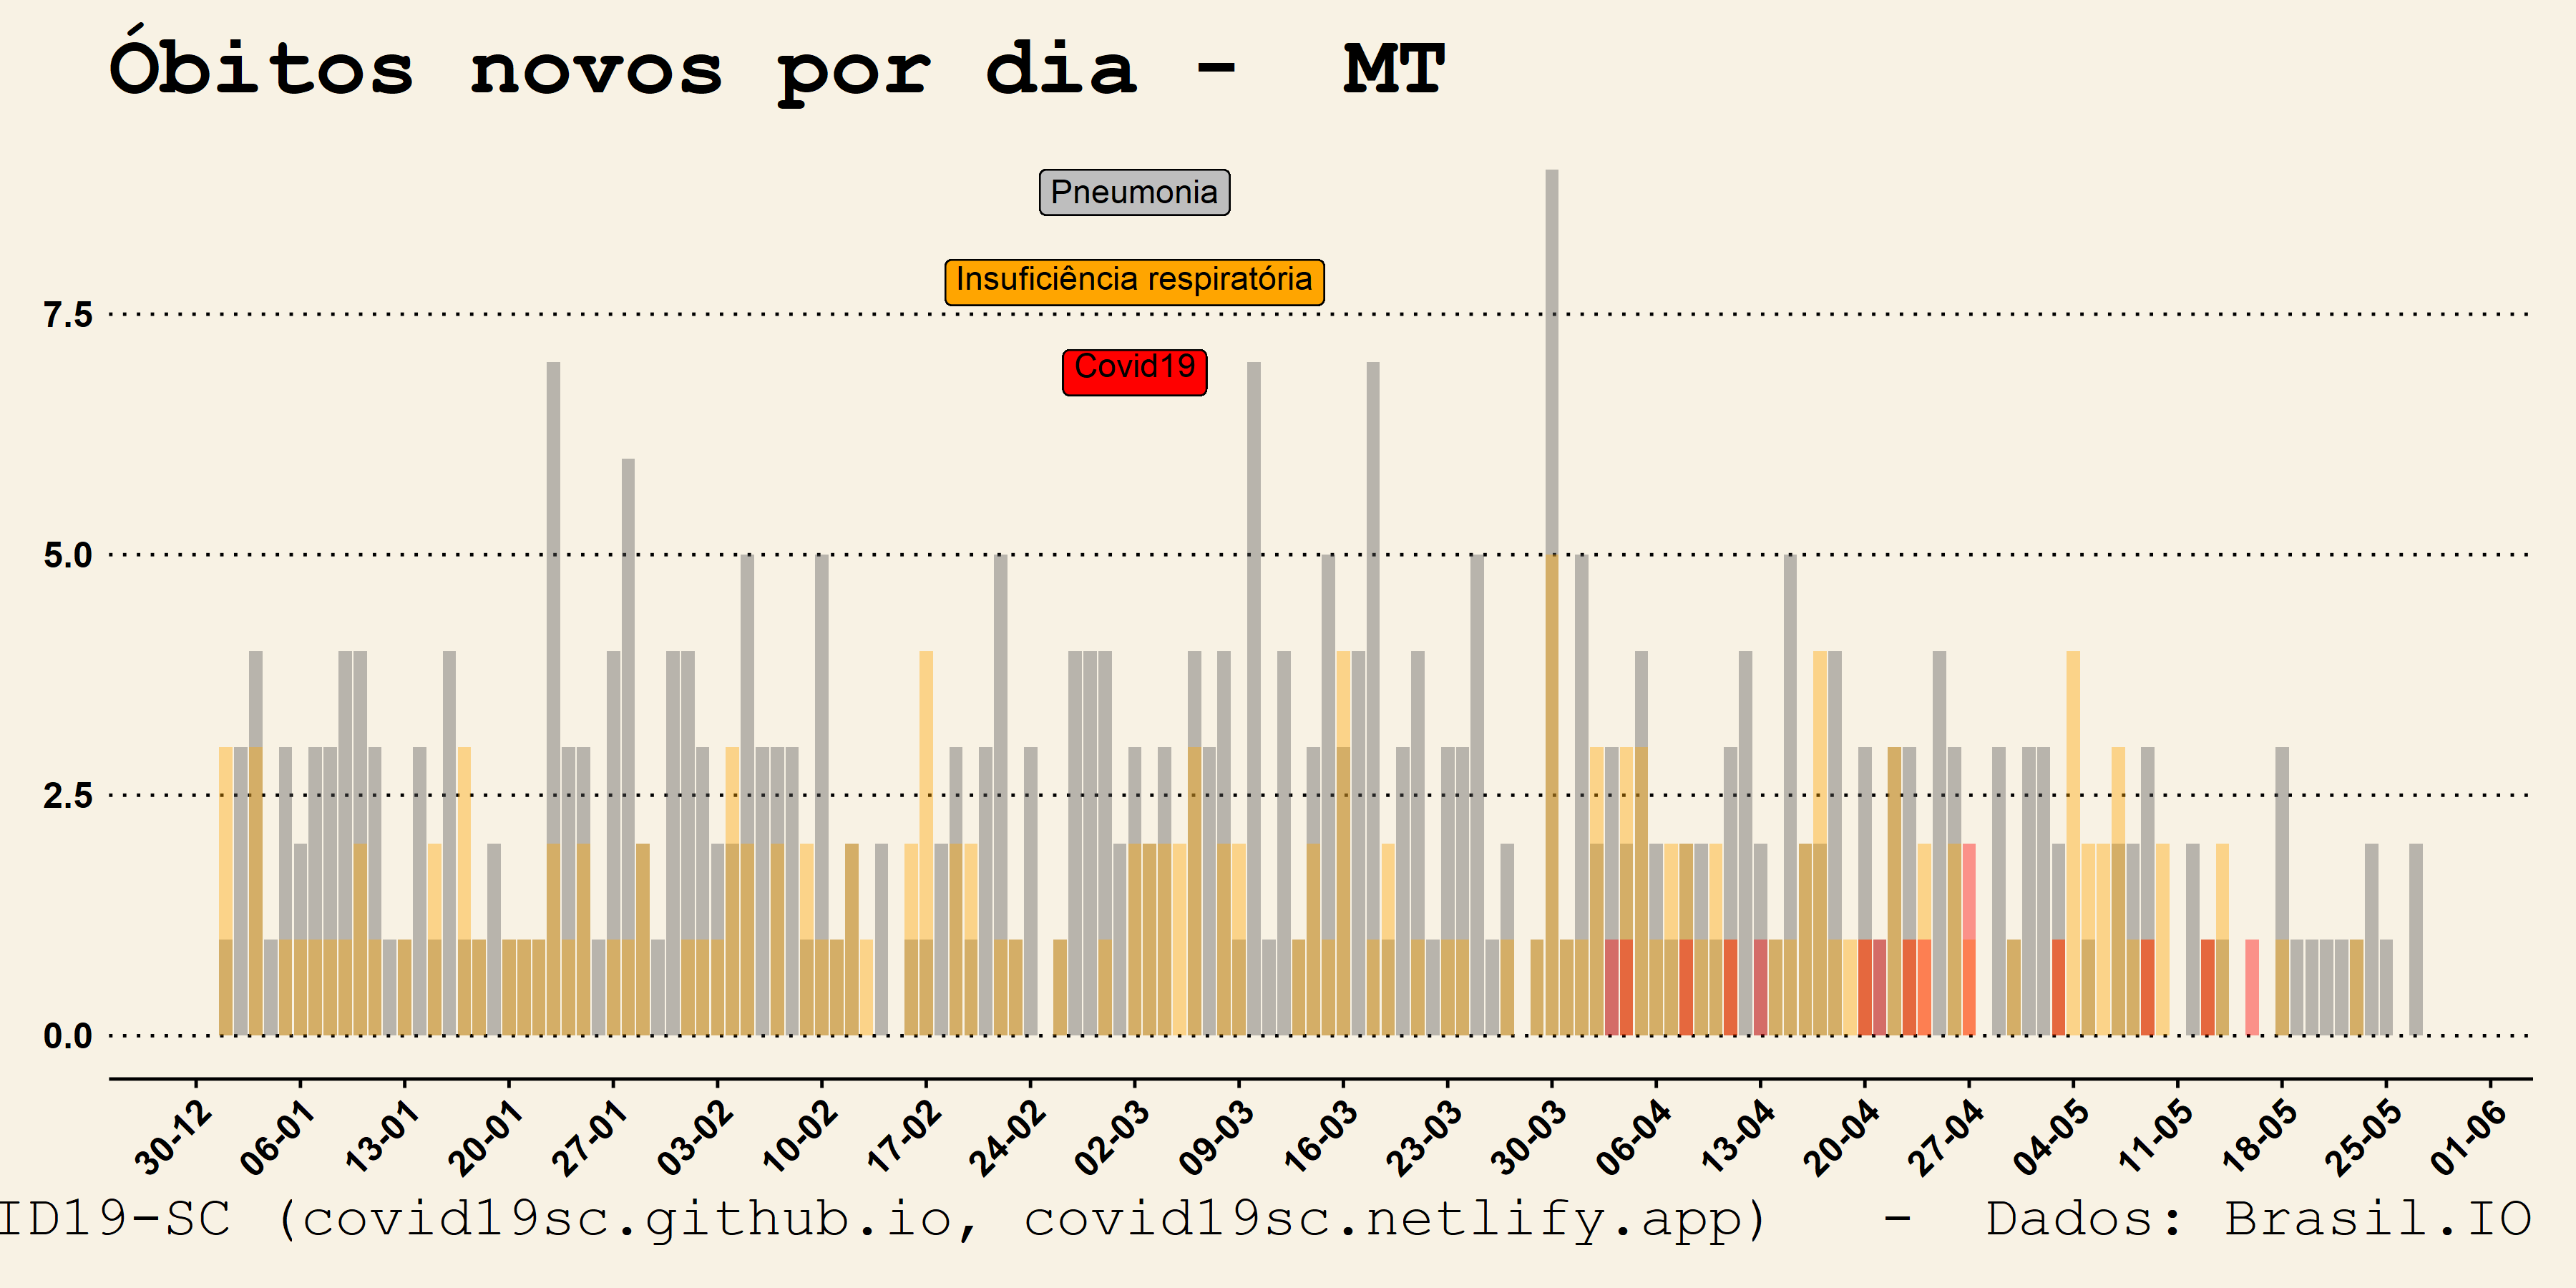 Óbitos novos por dia -  MT
Pneumonia
Insuficiência respiratória
Covid19
7.5
5.0
2.5
0.0
30-12 06-01 13-01 20-01 27-01 03-02 10-02 17-02 24-02 02-03 09-03 16-03 23-03 30-03 06-04 13-04 20-04 27-04 04-05 11-05 18-05 25-05 01-06
ID19-SC (covid19sc.github.io, covid19sc.netlify.app)  -  Dados: Brasil.IO